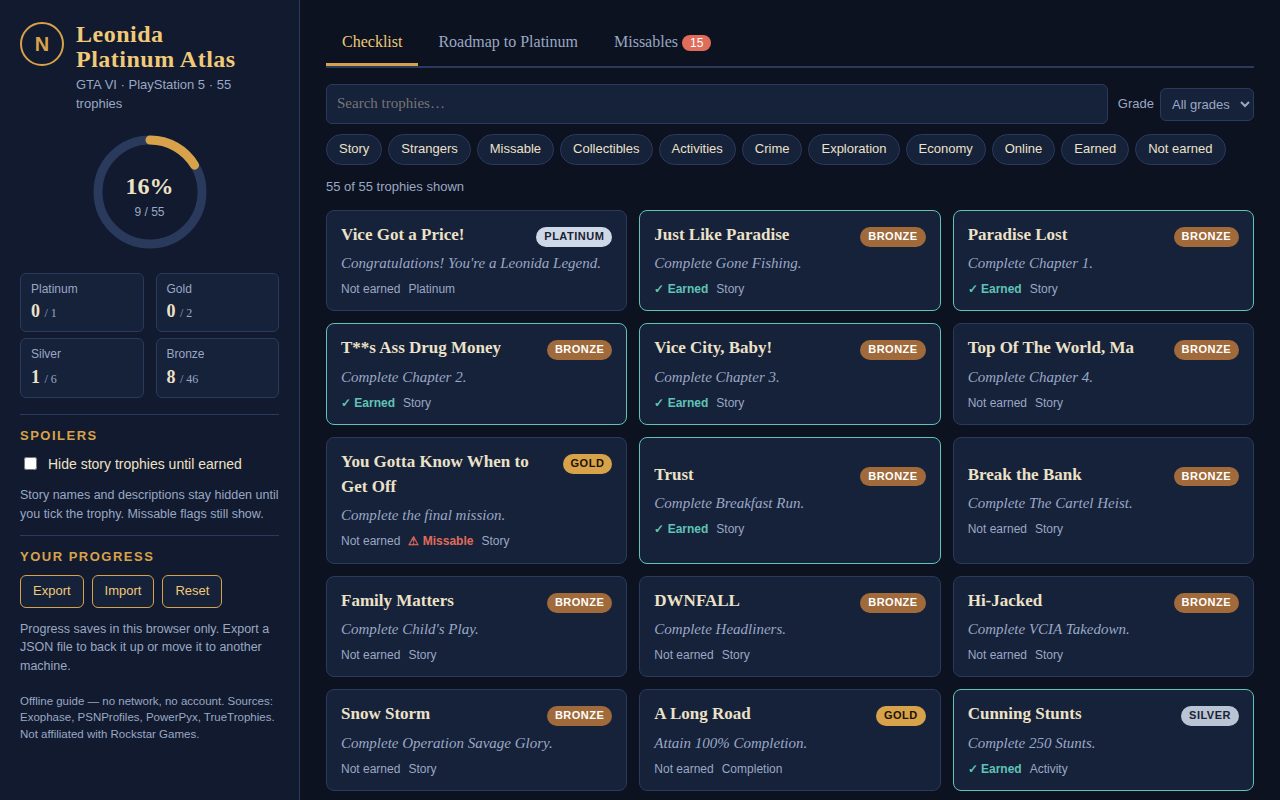 N
Leonida
Platinum Atlas
GTA VI · PlayStation 5 · 55
trophies
16%
9 / 55
Platinum
0 / 1
Gold
0 / 2
Silver
1 / 6
Bronze
8 / 46
SPOILERS
Hide story trophies until earned
Story names and descriptions stay hidden until
you tick the trophy. Missable flags still show.
YOUR PROGRESS
Export
Import
Reset
Progress saves in this browser only. Export a
JSON file to back it up or move it to another
machine.
Offline guide — no network, no account. Sources:
Exophase, PSNProfiles, PowerPyx, TrueTrophies.
Not affiliated with Rockstar Games.
Checklist
Roadmap to Platinum
Missables 15
Search trophies…
Grade
All grades
Story
Strangers
Missable
Collectibles
Activities
Crime
Exploration
Economy
Online
Earned
Not earned
55 of 55 trophies shown
Vice Got a Price!
PLATINUM
Congratulations! You're a Leonida Legend.
Not earned Platinum
Just Like Paradise
BRONZE
Complete Gone Fishing.
✓ Earned Story
Paradise Lost
BRONZE
Complete Chapter 1.
✓ Earned Story
T**s Ass Drug Money
BRONZE
Complete Chapter 2.
✓ Earned Story
Vice City, Baby!
BRONZE
Complete Chapter 3.
✓ Earned Story
Top Of The World, Ma
BRONZE
Complete Chapter 4.
Not earned Story
You Gotta Know When to
Get Off
GOLD
Complete the final mission.
Not earned ⚠ Missable Story
Trust
BRONZE
Complete Breakfast Run.
✓ Earned Story
Break the Bank
BRONZE
Complete The Cartel Heist.
Not earned Story
Family Matters
BRONZE
Complete Child's Play.
Not earned Story
DWNFALL
BRONZE
Complete Headliners.
Not earned Story
Hi-Jacked
BRONZE
Complete VCIA Takedown.
Not earned Story
Snow Storm
BRONZE
Complete Operation Savage Glory.
Not earned Story
A Long Road
GOLD
Attain 100% Completion.
Not earned Completion
Cunning Stunts
SILVER
Complete 250 Stunts.
✓ Earned Activity